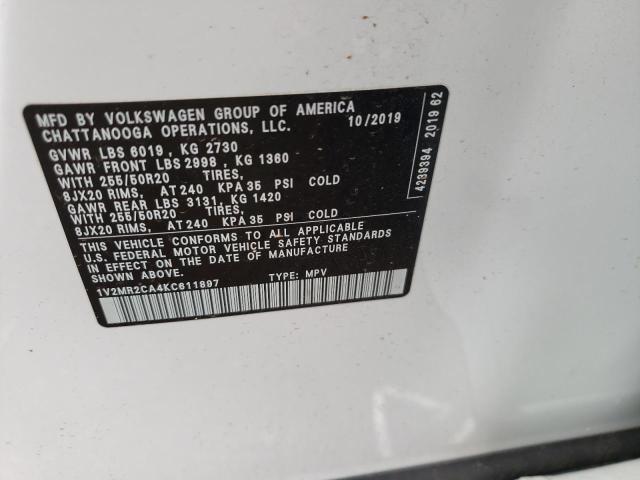 MFD BY VOLKSWAGEN GROUP OF AMERICA
CHATTANOOGA OPERATIONS, LLC. 10/2019
GVWR LBS 6019, KG 2730
GAWR FRONT LBS 2998, KG 1360
WITH 255/50R20 TIRES,
8JX20 RIMS, AT 240 KPA 35 PSI COLD
GAWR REAR LBS 3131, KG 1420
WITH 255/50R20 TIRES,
8JX20 RIMS, AT 240 KPA 35 PSI COLD
THIS VEHICLE CONFORMS TO ALL APPLICABLE
U.S. FEDERAL MOTOR VEHICLE SAFETY STANDARDS
IN EFFECT ON THE DATE OF MANUFACTURE
SHOWN ABOVE.
1V2MR2CA4KC611897 TYPE: MPV
4239394 2019 62